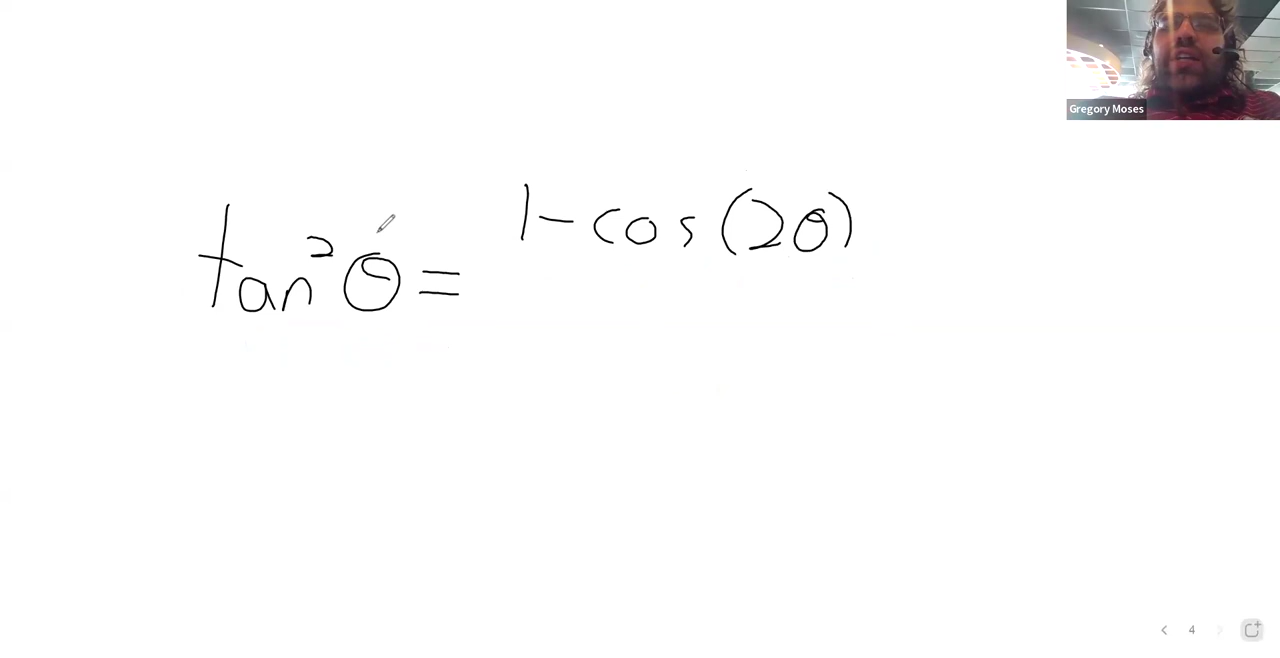 Gregory Moses
tan²θ = 1-cos(2θ)
4